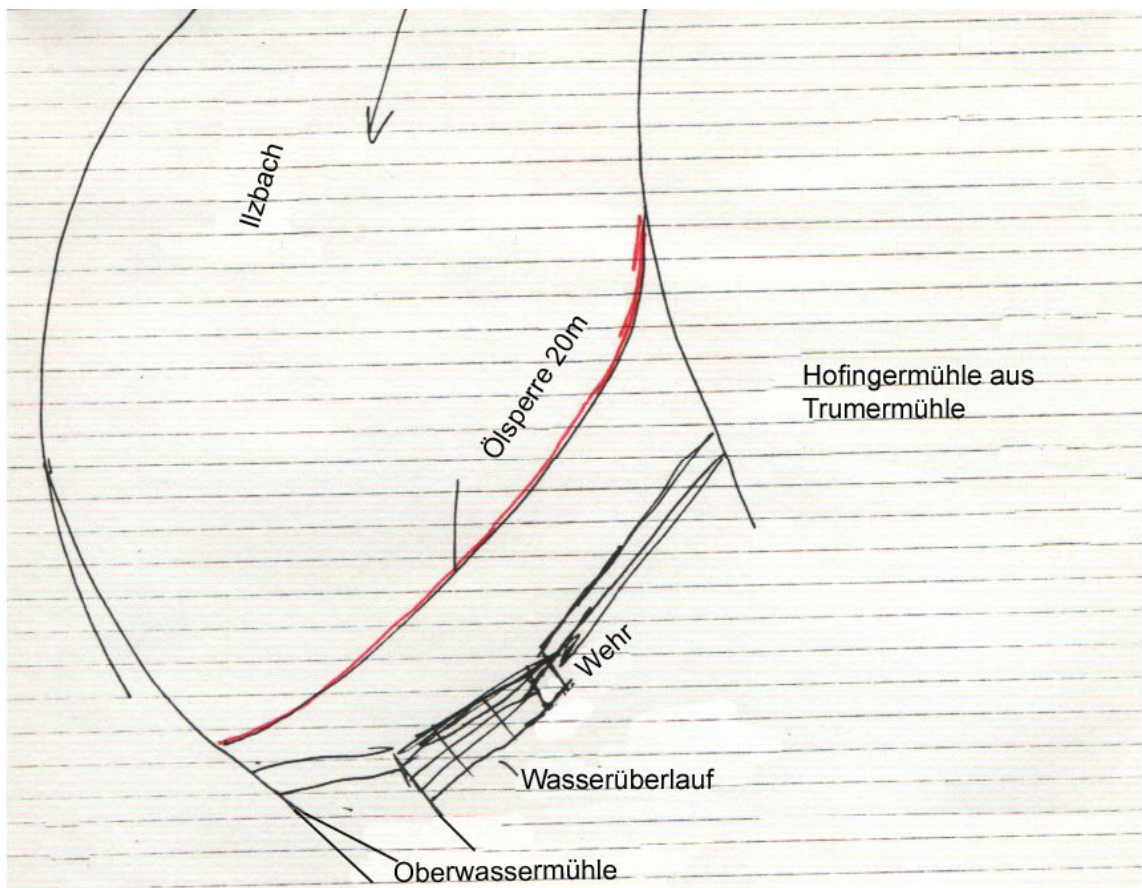 Ilzbach
Ölsperre 20m
Hofingermühle aus
Trumermühle
Wehr
Wasserüberlauf
Oberwassermühle